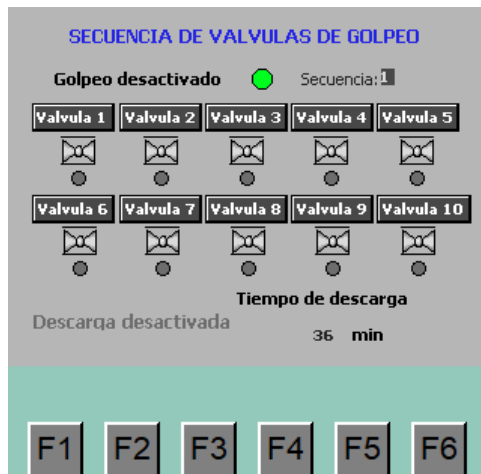 SECUENCIA DE VALVULAS DE GOLPEO
Golpeo desactivado Secuencia: 1
Valvula 1 Valvula 2 Valvula 3 Valvula 4 Valvula 5
Valvula 6 Valvula 7 Valvula 8 Valvula 9 Valvula 10
Tiempo de descarga
Descarga desactivada
36 min
F1 F2 F3 F4 F5 F6